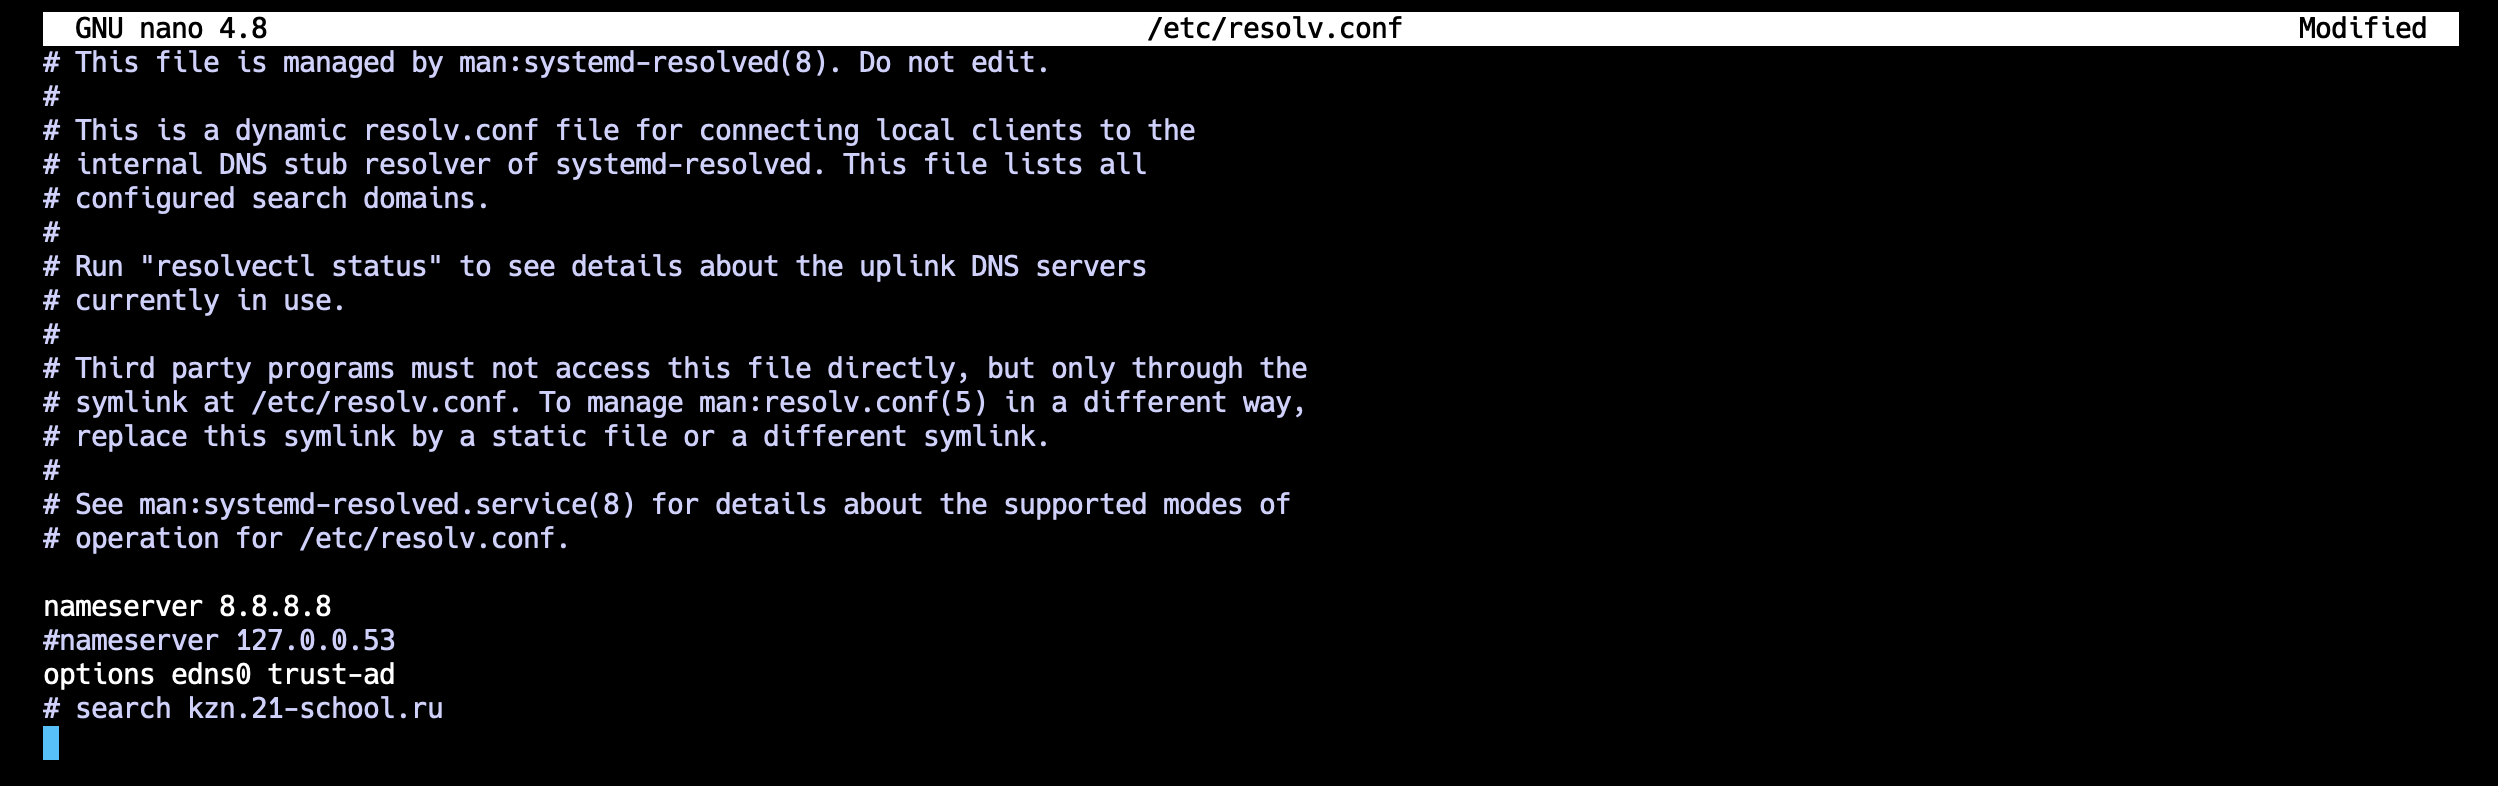 GNU nano 4.8 /etc/resolv.conf Modified
# This file is managed by man:systemd-resolved(8). Do not edit.
#
# This is a dynamic resolv.conf file for connecting local clients to the
# internal DNS stub resolver of systemd-resolved. This file lists all
# configured search domains.
#
# Run "resolvectl status" to see details about the uplink DNS servers
# currently in use.
#
# Third party programs must not access this file directly, but only through the
# symlink at /etc/resolv.conf. To manage man:resolv.conf(5) in a different way,
# replace this symlink by a static file or a different symlink.
#
# See man:systemd-resolved.service(8) for details about the supported modes of
# operation for /etc/resolv.conf.
nameserver 8.8.8.8
#nameserver 127.0.0.53
options edns0 trust-ad
# search kzn.21-school.ru